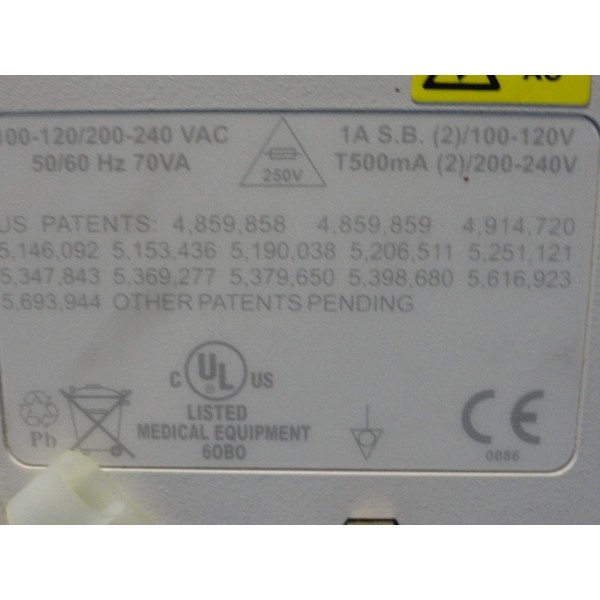 AC
100-120/200-240 VAC
50/60 Hz 70VA
250V
1A S.B. (2)/100-120V
T500mA (2)/200-240V
US PATENTS: 4,859,858 4,859,859 4,914,720
5,146,092 5,153,436 5,190,038 5,206,511 5,251,121
5,347,843 5,369,277 5,379,650 5,398,680 5,616,923
5,693,944 OTHER PATENTS PENDING
C UL US
LISTED
MEDICAL EQUIPMENT
6OBO
Pb
CE
0086